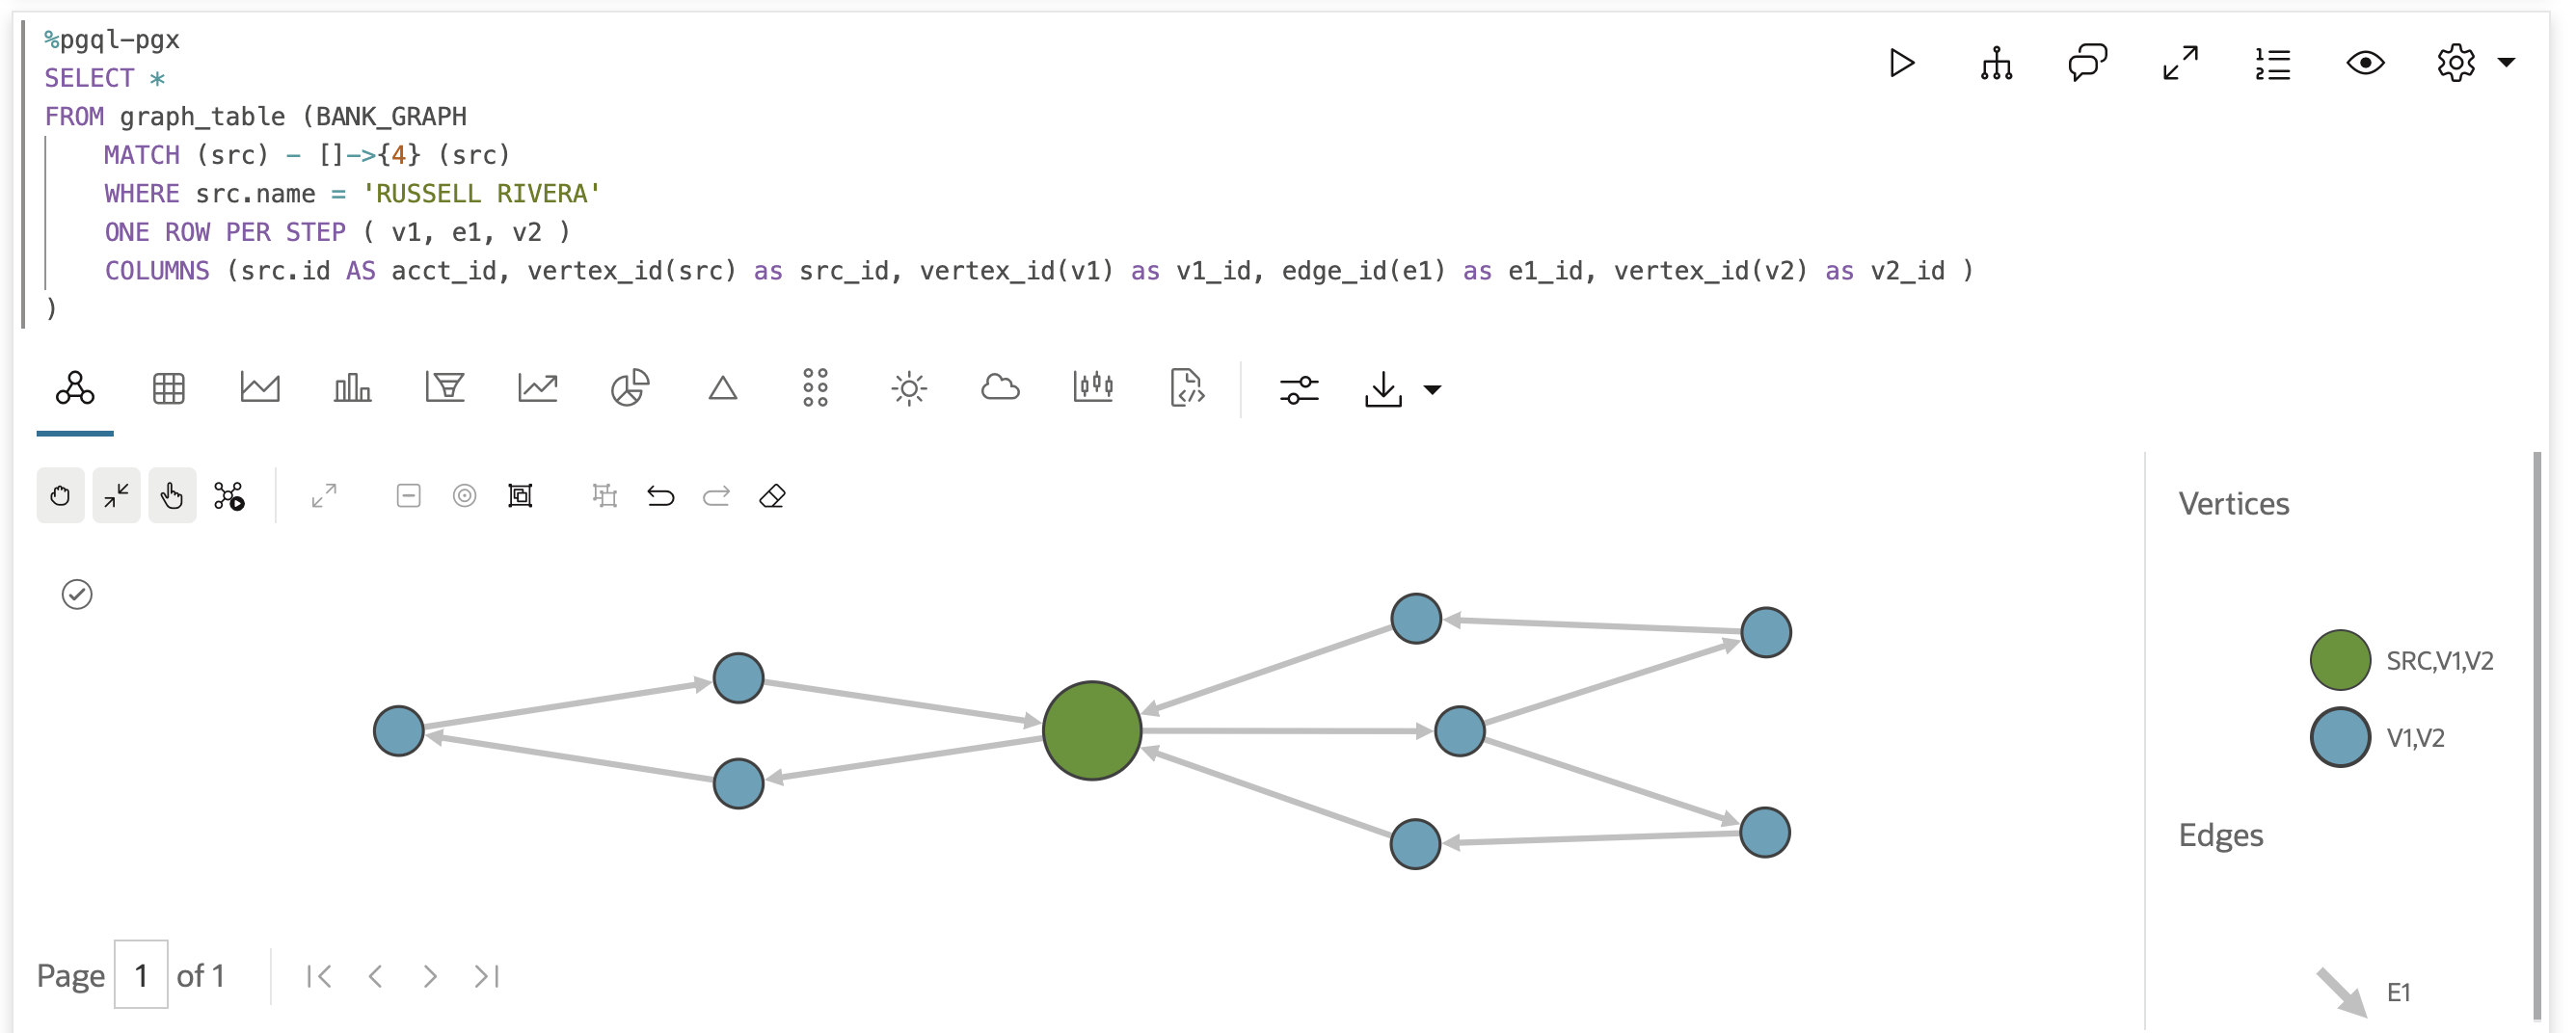 %pgql-pgx
SELECT *
FROM graph_table (BANK_GRAPH
MATCH (src) - []->{4} (src)
WHERE src.name = 'RUSSELL RIVERA'
ONE ROW PER STEP ( v1, e1, v2 )
COLUMNS (src.id AS acct_id, vertex_id(src) as src_id, vertex_id(v1) as v1_id, edge_id(e1) as e1_id, vertex_id(v2) as v2_id )
)
Vertices
SRC,V1,V2
V1,V2
Edges
E1
Page 1 of 1